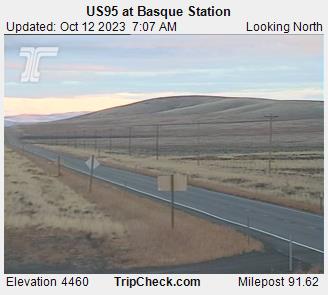 US95 at Basque Station
Updated: Oct 12 2023 7:07 AM Looking North
Elevation 4460 TripCheck.com Milepost 91.62